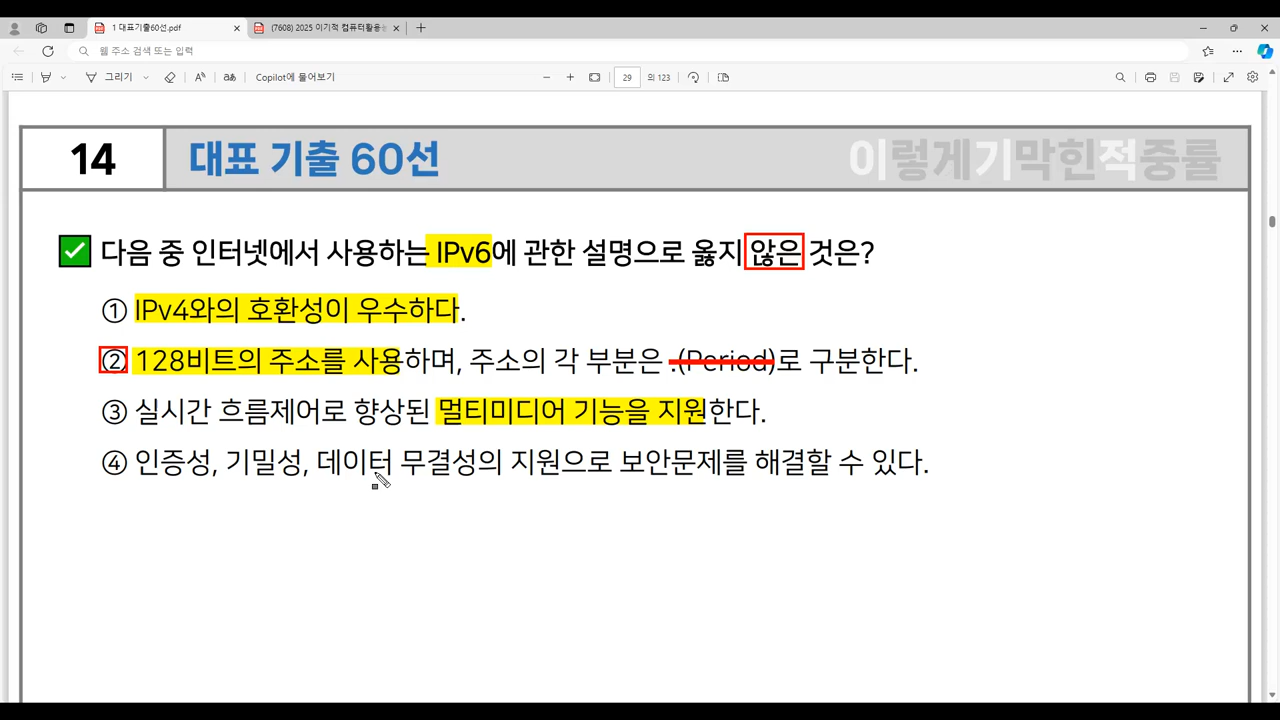 1 대표기출60선.pdf
(7608) 2025 이기적 컴퓨터활용능
웹 주소 검색 또는 입력
그리기
Copilot에 물어보기
29 의 123
14 대표 기출 60선 이렇게기막힌적중률
다음 중 인터넷에서 사용하는 IPv6에 관한 설명으로 옳지 않은 것은?
① IPv4와의 호환성이 우수하다.
② 128비트의 주소를 사용하며, 주소의 각 부분은 .(Period)로 구분한다.
③ 실시간 흐름제어로 향상된 멀티미디어 기능을 지원한다.
④ 인증성, 기밀성, 데이터 무결성의 지원으로 보안문제를 해결할 수 있다.